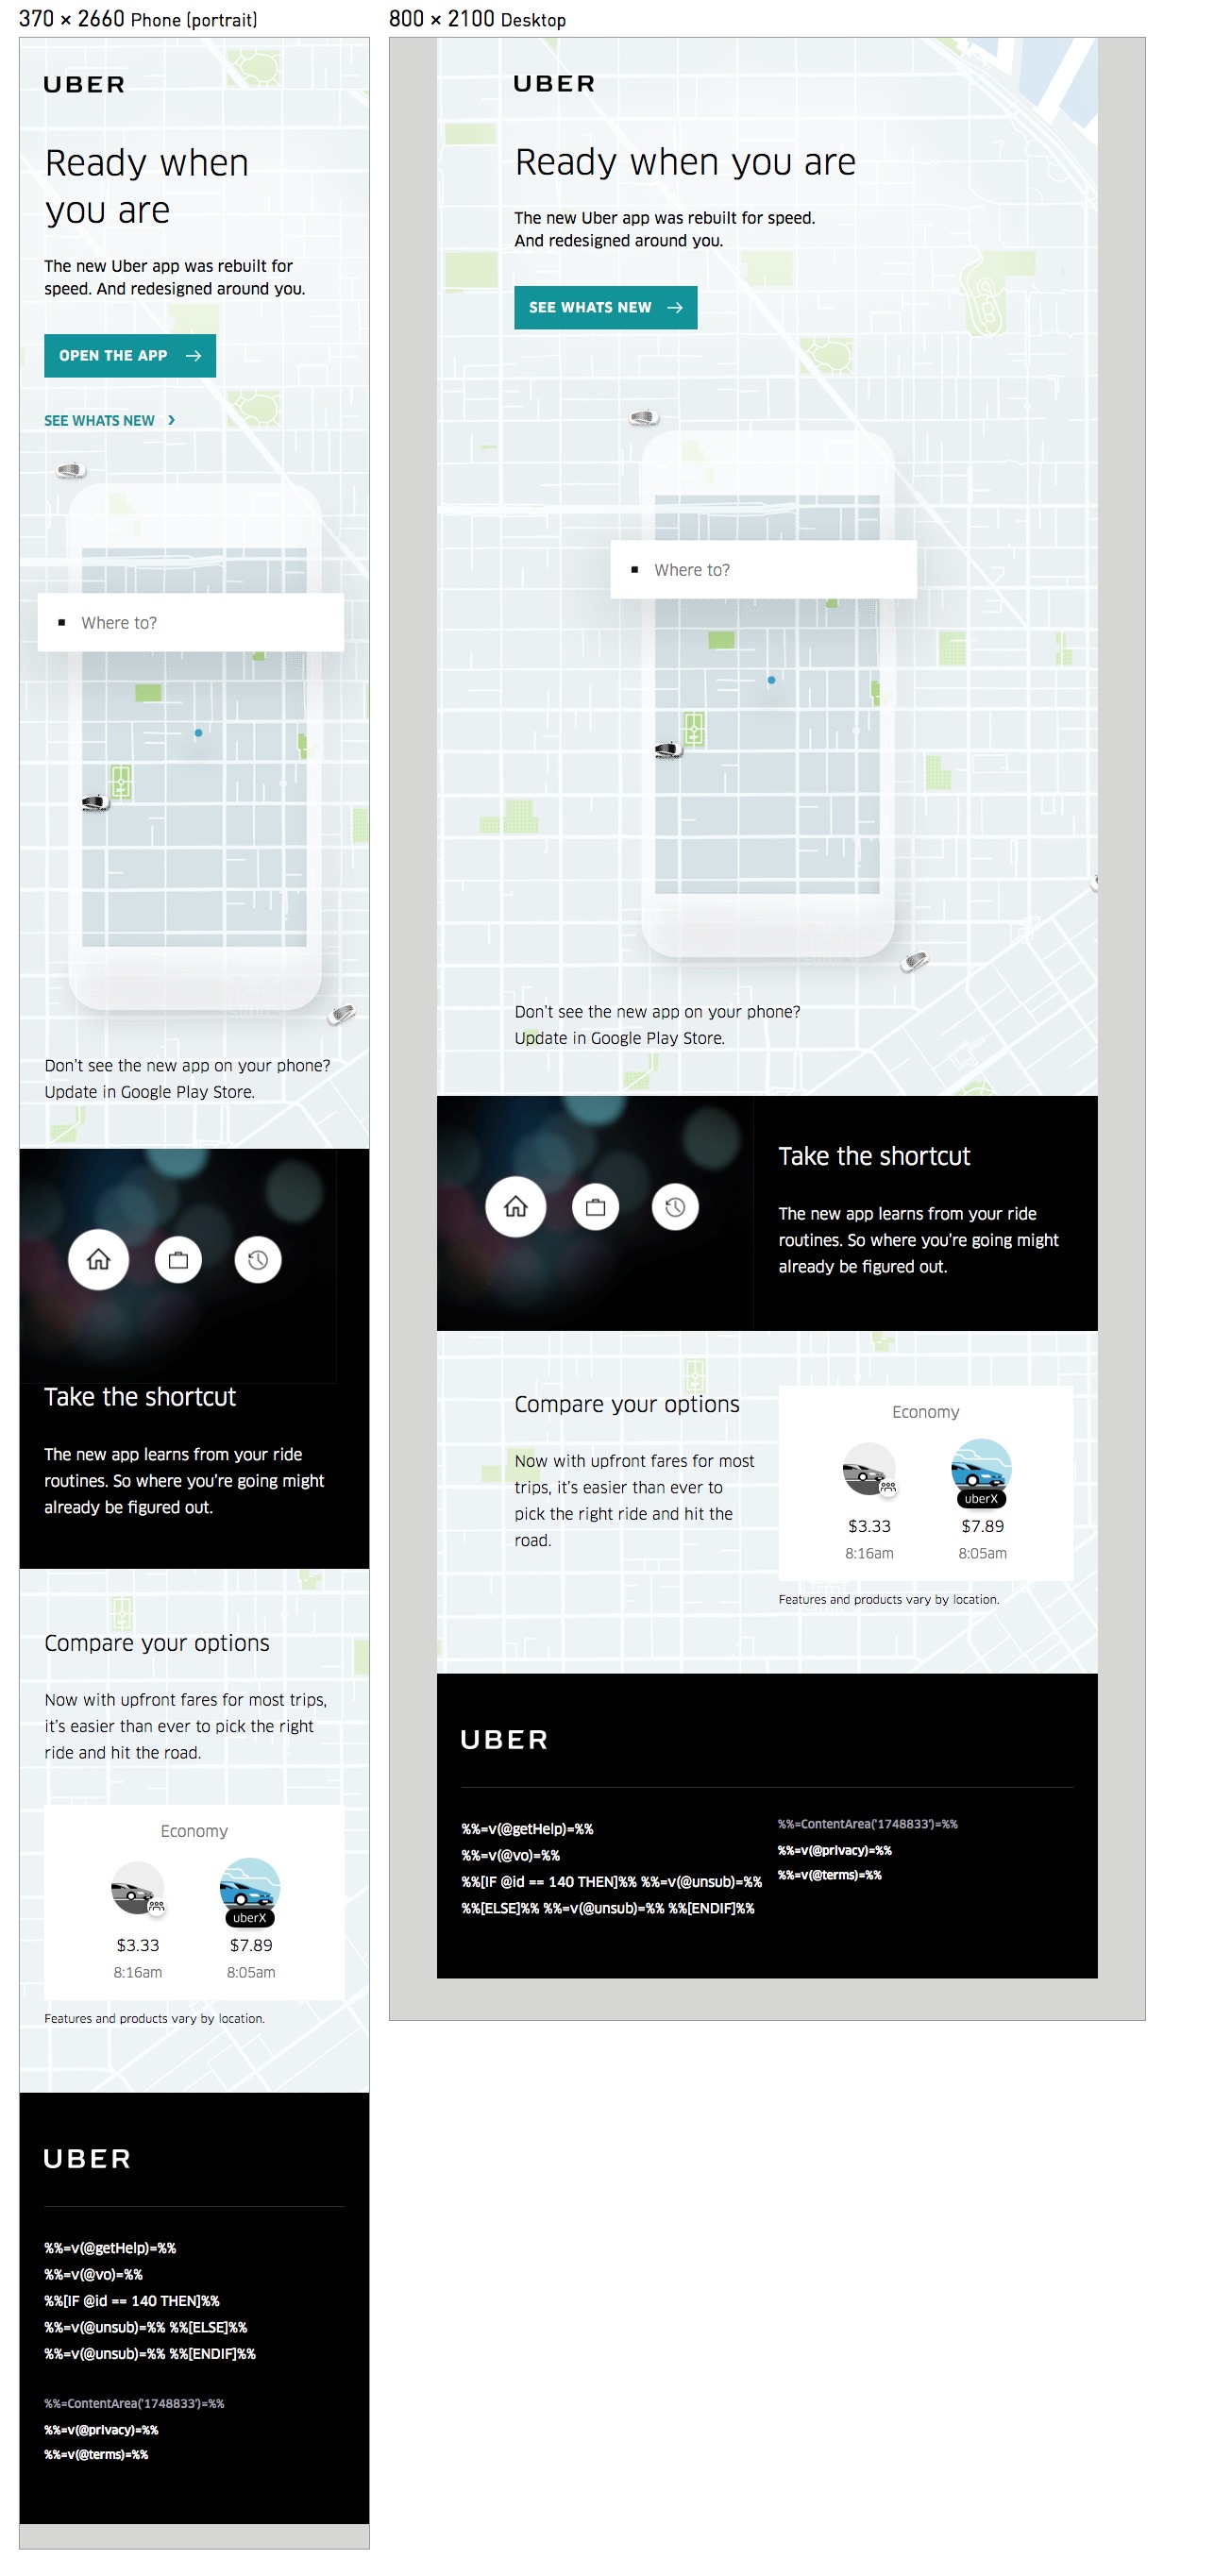 370 × 2660 Phone (portrait)
UBER
Ready when
you are
The new Uber app was rebuilt for
speed. And redesigned around you.
OPEN THE APP →
SEE WHATS NEW ›
Where to?
Don't see the new app on your phone?
Update in Google Play Store.
Take the shortcut
The new app learns from your ride
routines. So where you're going might
already be figured out.
Compare your options
Now with upfront fares for most trips,
it's easier than ever to pick the right
ride and hit the road.
Economy
uberX
$3.33 $7.89
8:16am 8:05am
Features and products vary by location.
UBER
%%=v(@getHelp)=%%
%%=v(@vo)=%%
%%[IF @id == 140 THEN]%%
%%=v(@unsub)=%% %%[ELSE]%%
%%=v(@unsub)=%% %%[ENDIF]%%
%%=ContentArea('1748833')=%%
%%=v(@privacy)=%%
%%=v(@terms)=%%
800 × 2100 Desktop
UBER
Ready when you are
The new Uber app was rebuilt for speed.
And redesigned around you.
SEE WHATS NEW →
Where to?
Don't see the new app on your phone?
Update in Google Play Store.
Take the shortcut
The new app learns from your ride
routines. So where you're going might
already be figured out.
Compare your options
Now with upfront fares for most
trips, it's easier than ever to
pick the right ride and hit the
road.
Economy
uberX
$3.33 $7.89
8:16am 8:05am
Features and products vary by location.
UBER
%%=v(@getHelp)=%%
%%=v(@vo)=%%
%%[IF @id == 140 THEN]%% %%=v(@unsub)=%%
%%[ELSE]%% %%=v(@unsub)=%% %%[ENDIF]%%
%%=ContentArea('1748833')=%%
%%=v(@privacy)=%%
%%=v(@terms)=%%